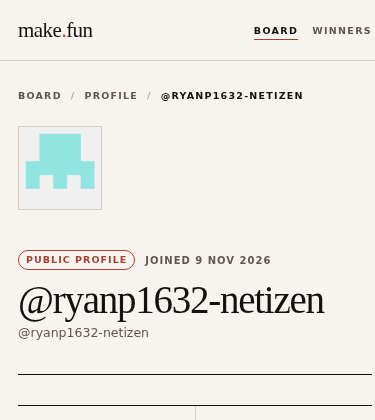 make.fun
BOARD WINNERS
BOARD / PROFILE / @RYANP1632-NETIZEN
PUBLIC PROFILE JOINED 9 NOV 2026
@ryanp1632-netizen
@ryanp1632-netizen